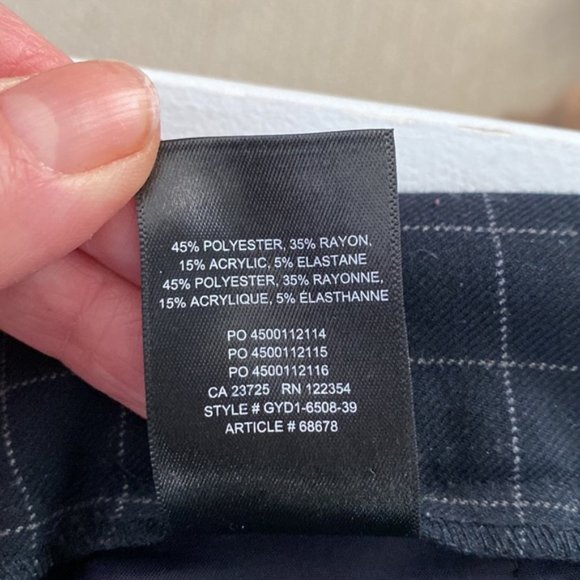 45% POLYESTER, 35% RAYON,
15% ACRYLIC, 5% ELASTANE
45% POLYESTER, 35% RAYONNE,
15% ACRYLIQUE, 5% ÉLASTHANNE
PO 4500112114
PO 4500112115
PO 4500112116
CA 23725 RN 122354
STYLE # GYD1-6508-39
ARTICLE # 68678